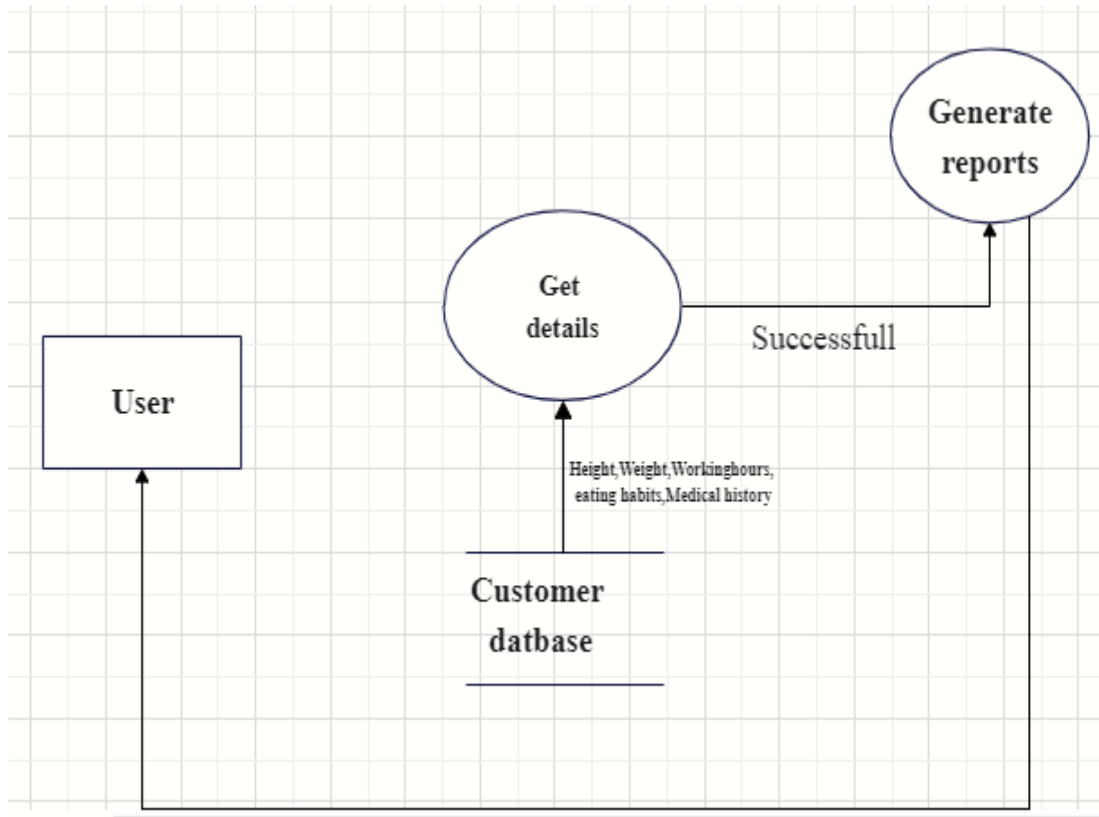 Generate
reports
Get
details
Successfull
User
Height,Weight,Workinghours,
eating habits,Medical history
Customer
datbase